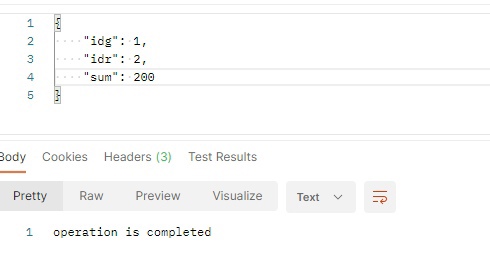 1 {
2 "idg": 1,
3 "idr": 2,
4 "sum": 200
5 }
Body Cookies Headers (3) Test Results
Pretty Raw Preview Visualize Text
1 operation is completed